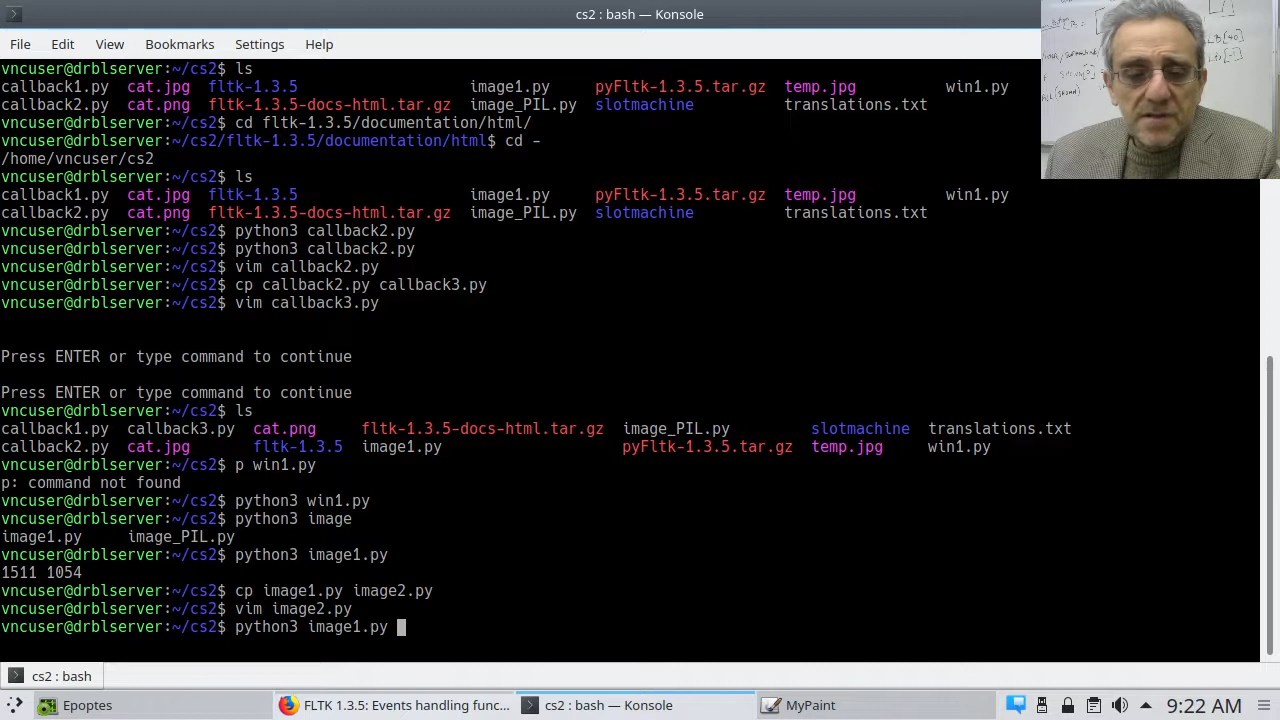 cs2 : bash — Konsole
File Edit View Bookmarks Settings Help
vncuser@drblserver:~/cs2$ ls
callback1.py cat.jpg fltk-1.3.5 image1.py pyFltk-1.3.5.tar.gz temp.jpg win1.py
callback2.py cat.png fltk-1.3.5-docs-html.tar.gz image_PIL.py slotmachine translations.txt
vncuser@drblserver:~/cs2$ cd fltk-1.3.5/documentation/html/
vncuser@drblserver:~/cs2/fltk-1.3.5/documentation/html$ cd -
/home/vncuser/cs2
vncuser@drblserver:~/cs2$ ls
callback1.py cat.jpg fltk-1.3.5 image1.py pyFltk-1.3.5.tar.gz temp.jpg win1.py
callback2.py cat.png fltk-1.3.5-docs-html.tar.gz image_PIL.py slotmachine translations.txt
vncuser@drblserver:~/cs2$ python3 callback2.py
vncuser@drblserver:~/cs2$ python3 callback2.py
vncuser@drblserver:~/cs2$ vim callback2.py
vncuser@drblserver:~/cs2$ cp callback2.py callback3.py
vncuser@drblserver:~/cs2$ vim callback3.py
Press ENTER or type command to continue
Press ENTER or type command to continue
vncuser@drblserver:~/cs2$ ls
callback1.py callback3.py cat.png fltk-1.3.5-docs-html.tar.gz image_PIL.py slotmachine translations.txt
callback2.py cat.jpg fltk-1.3.5 image1.py pyFltk-1.3.5.tar.gz temp.jpg win1.py
vncuser@drblserver:~/cs2$ p win1.py
p: command not found
vncuser@drblserver:~/cs2$ python3 win1.py
vncuser@drblserver:~/cs2$ python3 image
image1.py image_PIL.py
vncuser@drblserver:~/cs2$ python3 image1.py
1511 1054
vncuser@drblserver:~/cs2$ cp image1.py image2.py
vncuser@drblserver:~/cs2$ vim image2.py
vncuser@drblserver:~/cs2$ python3 image1.py
cs2 : bash
Epoptes FLTK 1.3.5: Events handling func... cs2 : bash — Konsole MyPaint 9:22 AM